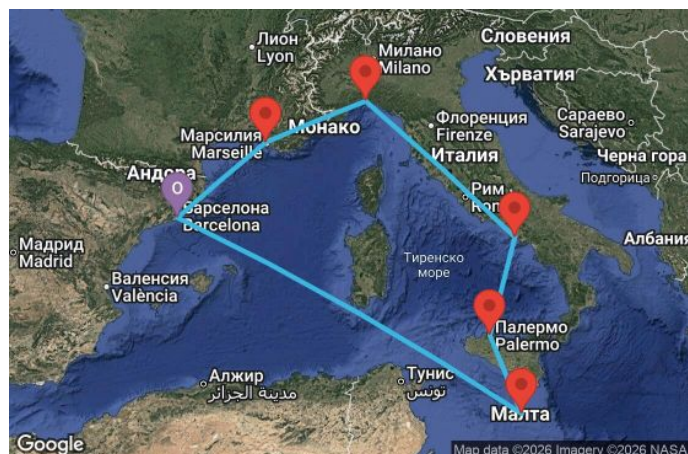 Лион
Lyon
Милано
Milano
Словения
Хърватия
Марсилия
Marseille
Монако
Флоренция
Firenze
Сараево
Sarajevo
Италия
Черна гора
Подгорица
Андора
O
Рим
Барселона
Barcelona
Мадрид
Madrid
Албания
Тиренско
море
Валенсия
València
Палермо
Palermo
Алжир
مدينة الجزائر
Тунис
تونس
Малта
Google
Map data ©2026 Imagery ©2026 NASA